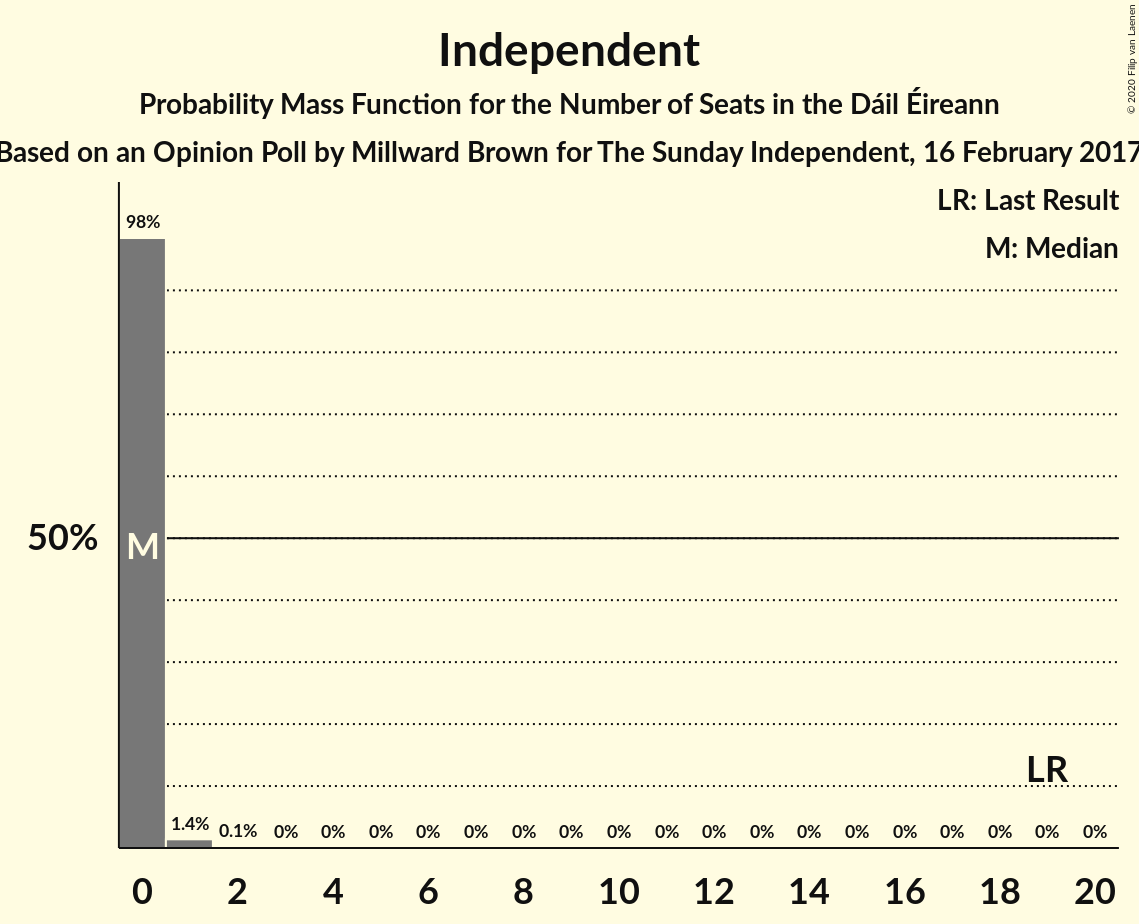 © 2020 Filip van Laenen
Independent
Probability Mass Function for the Number of Seats in the Dáil Éireann
Based on an Opinion Poll by Millward Brown for The Sunday Independent, 16 February 2017
LR: Last Result
M: Median
98%
50%
M
LR
1.4% 0.1% 0% 0% 0% 0% 0% 0% 0% 0% 0% 0% 0% 0% 0% 0% 0% 0% 0% 0%
0 2 4 6 8 10 12 14 16 18 20